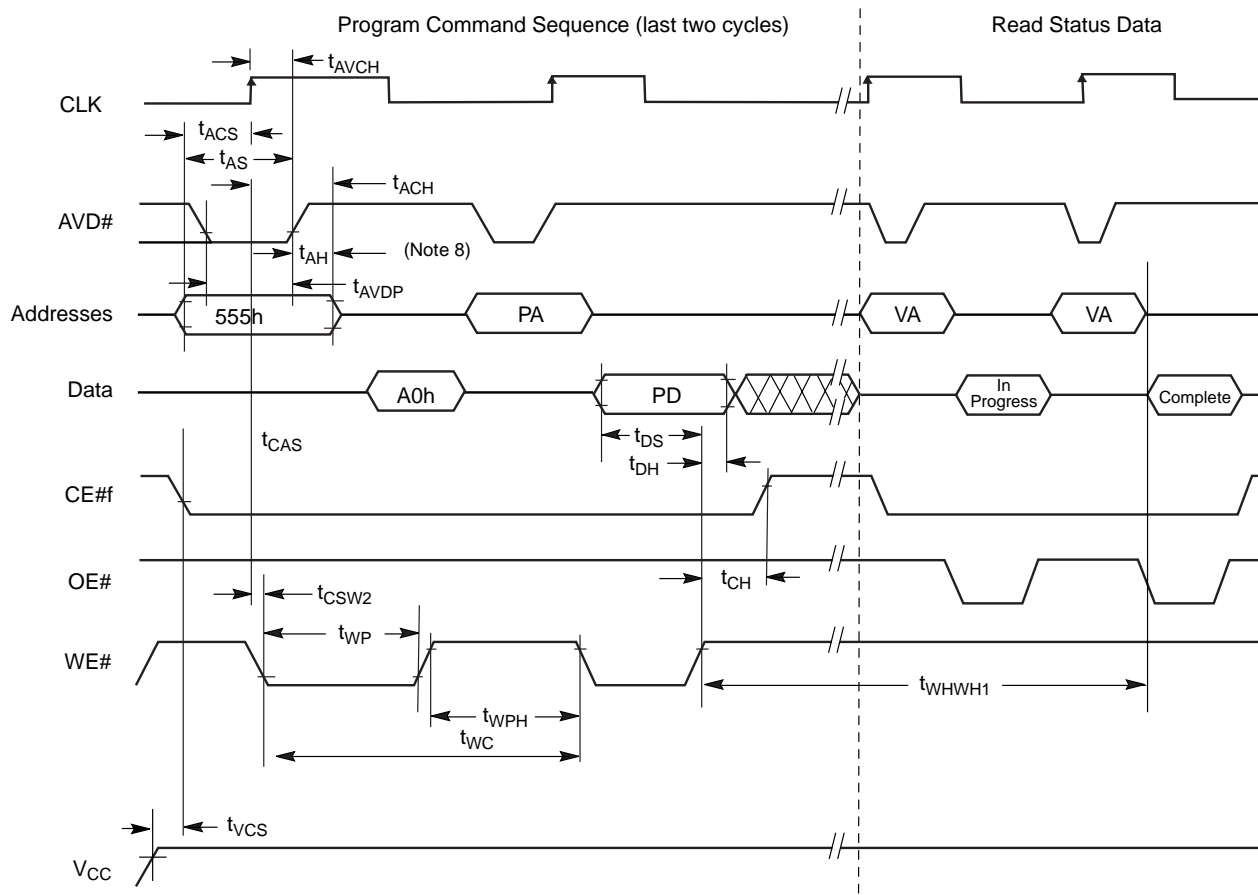 Program Command Sequence (last two cycles) Read Status Data
tAVCH
CLK
tACS
tAS
tACH
AVD#
tAH (Note 8)
tAVDP
Addresses 555h PA VA VA
Data A0h PD In Progress Complete
tDS
tCAS
tDH
CE#f
OE#
tCH
tCSW2
tWP
WE#
tWHWH1
tWPH
tWC
tVCS
VCC